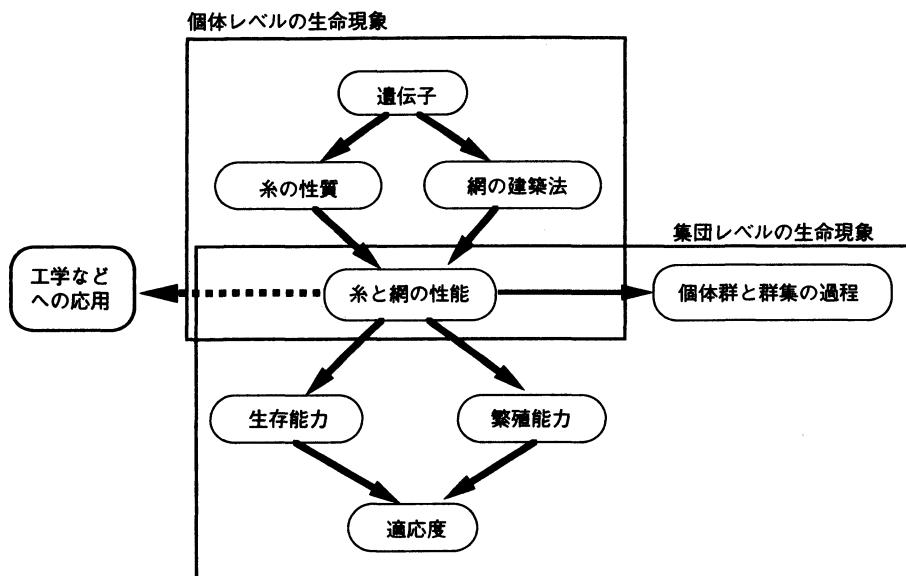 個体レベルの生命現象
遺伝子
糸の性質
網の建築法
集団レベルの生命現象
工学など
への応用
糸と網の性能
個体群と群集の過程
生存能力
繁殖能力
適応度